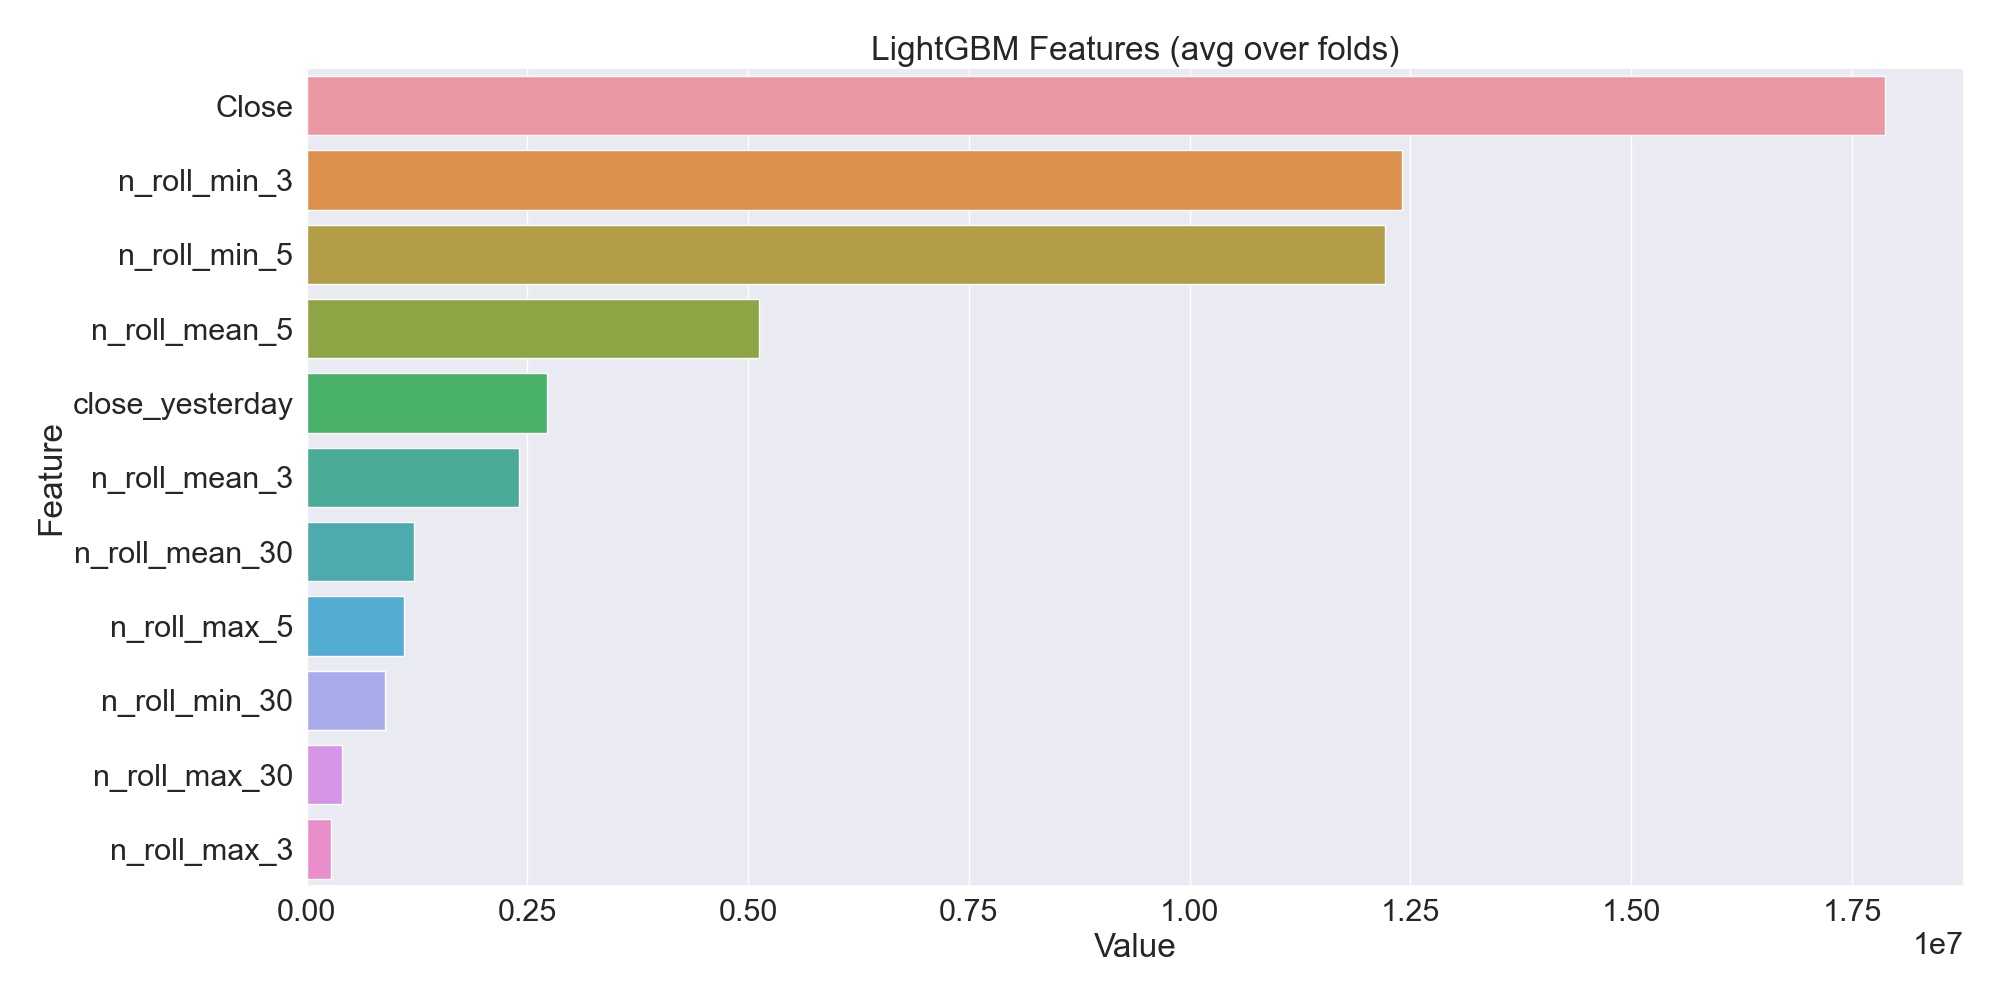 LightGBM Features (avg over folds)
Close
n_roll_min_3
n_roll_min_5
n_roll_mean_5
close_yesterday
n_roll_mean_3
n_roll_mean_30
n_roll_max_5
n_roll_min_30
n_roll_max_30
n_roll_max_3
Feature
0.00 0.25 0.50 0.75 1.00 1.25 1.50 1.75
Value
1e7